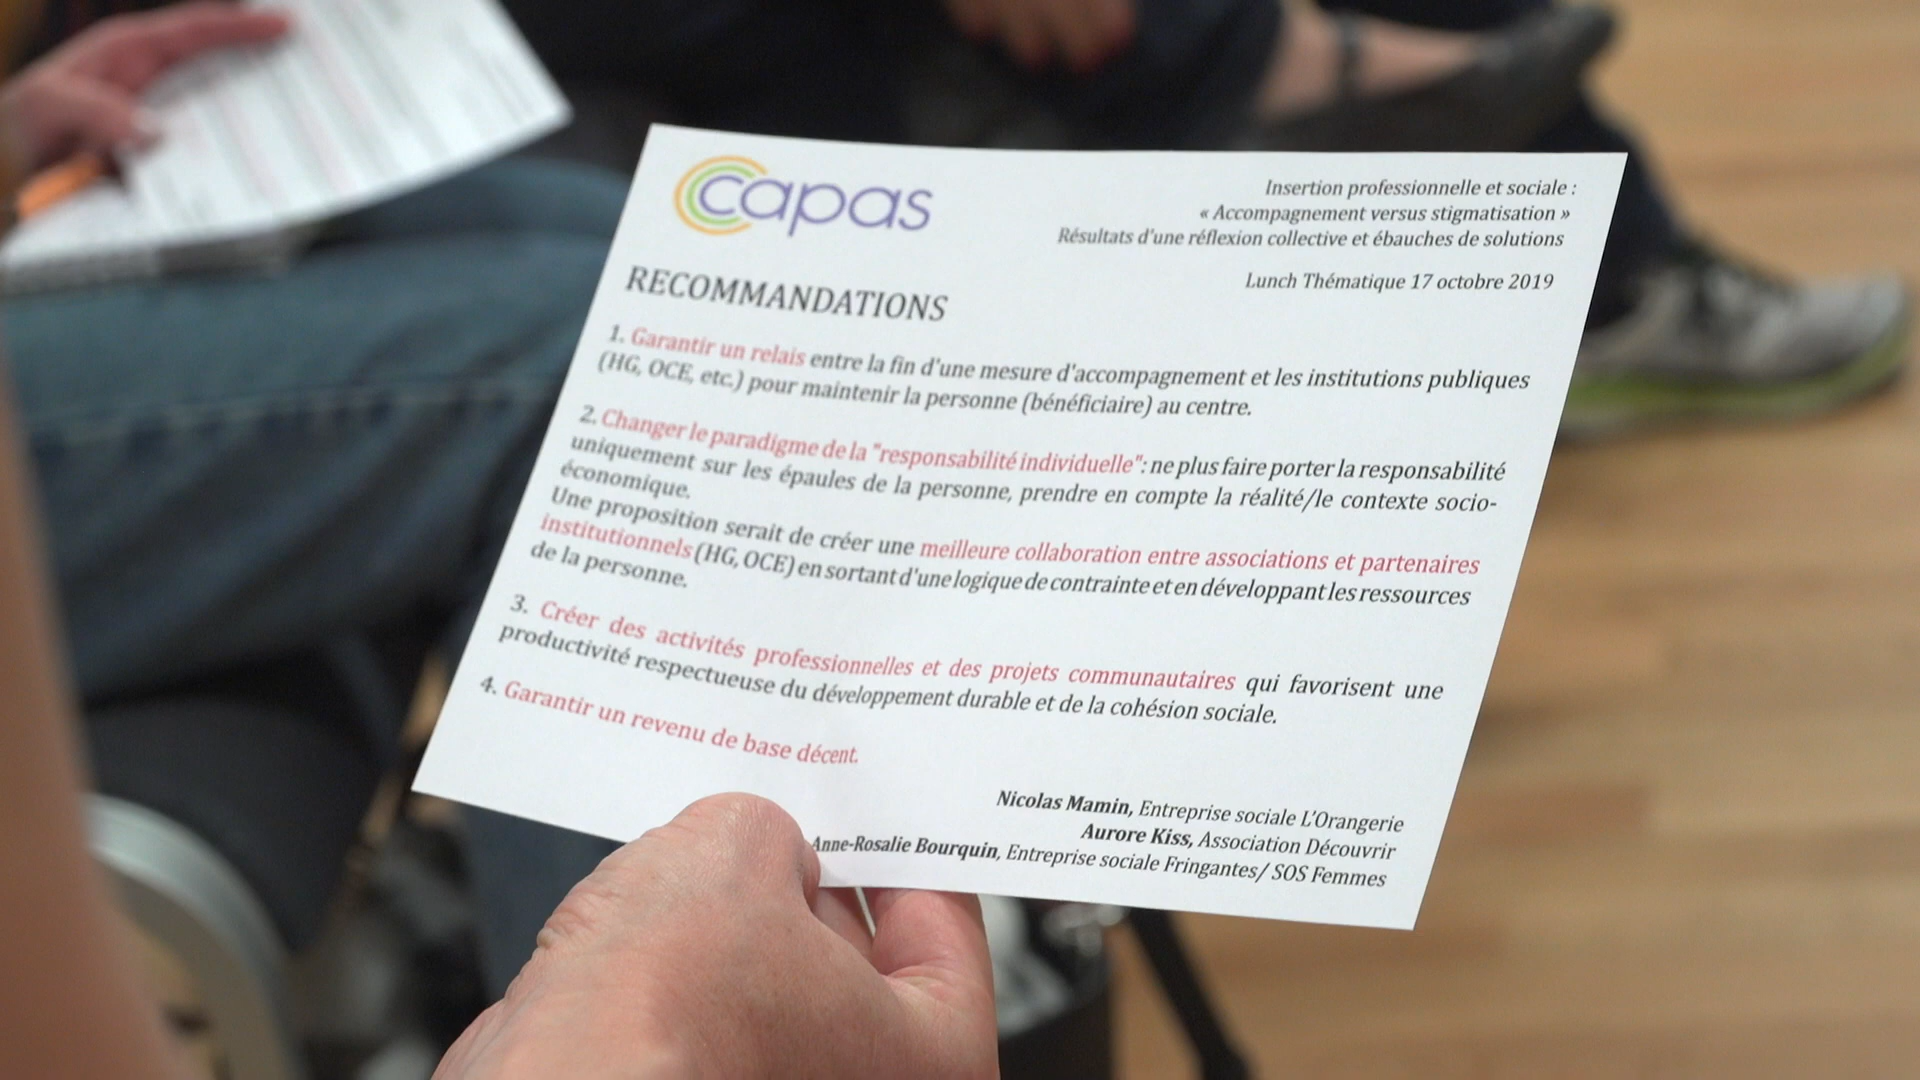 capas
Insertion professionnelle et sociale :
« Accompagnement versus stigmatisation »
Résultats d'une réflexion collective et ébauches de solutions
Lunch Thématique 17 octobre 2019
RECOMMANDATIONS
1. Garantir un relais entre la fin d'une mesure d'accompagnement et les institutions publiques
(HG, OCE, etc.) pour maintenir la personne (bénéficiaire) au centre.
2. Changer le paradigme de la "responsabilité individuelle": ne plus faire porter la responsabilité
uniquement sur les épaules de la personne, prendre en compte la réalité/le contexte socio-
économique.
Une proposition serait de créer une meilleure collaboration entre associations et partenaires
institutionnels (HG, OCE) en sortant d'une logique de contrainte et en développant les ressources
de la personne.
3. Créer des activités professionnelles et des projets communautaires qui favorisent une
productivité respectueuse du développement durable et de la cohésion sociale.
4. Garantir un revenu de base décent.
Nicolas Mamin, Entreprise sociale L'Orangerie
Aurore Kiss, Association Découvrir
Anne-Rosalie Bourquin, Entreprise sociale Fringantes/ SOS Femmes